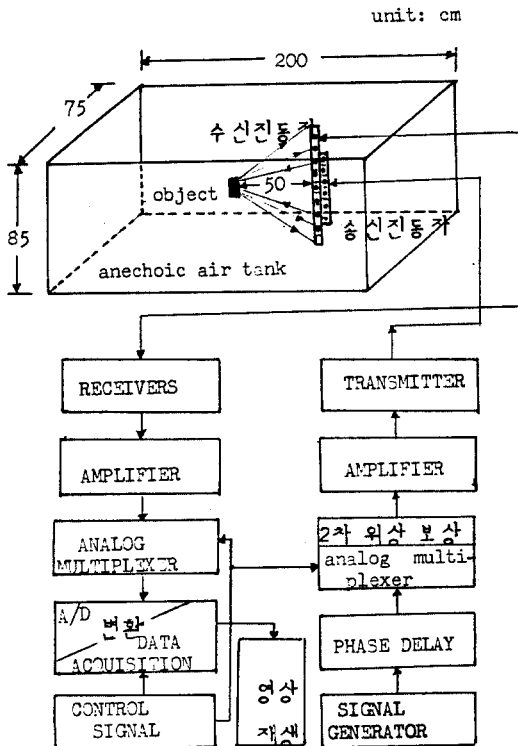 unit: cm
200
75
수신진동자
object
50
85
송신진동자
anechoic air tank
RECEIVERS
TRANSMITTER
AMPLIFIER
AMPLIFIER
ANALOG
MULTIPLEXER
2차 위상 보상
analog multi-
plexer
A/D
변환
DATA
ACQUISITION
PHASE DELAY
영상
재생
CONTROL
SIGNAL
SIGNAL
GENERATOR